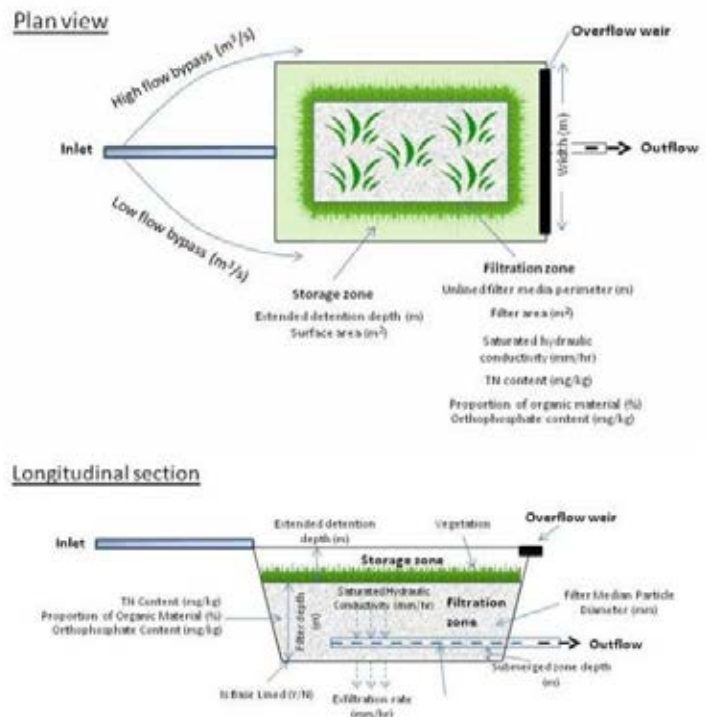 Plan view
Overflow weir
High flow bypass (m³/s)
Inlet
Width (m)
Outflow
Low flow bypass (m³/s)
Storage zone
Extended detention depth (m)
Surface area (m²)
Filtration zone
Unlined filter media perimeter (m)
Filter area (m²)
Saturated hydraulic
conductivity (mm/hr)
TN content (mg/kg)
Proportion of organic material (%)
Orthophosphate content (mg/kg)
Longitudinal section
Inlet
Extended detention
depth (m)
Vegetation
Overflow weir
Storage zone
TN Content (mg/kg)
Proportion of Organic Material (%)
Orthophosphate Content (mg/kg)
Filter depth
(m)
Saturated Hydraulic
Conductivity (mm/hr)
Filtration
zone
Filter Median Particle
Diameter (mm)
Outflow
Submerged zone depth
(m)
Is Base Lined (Y/N)
Exfiltration rate
(mm/hr)